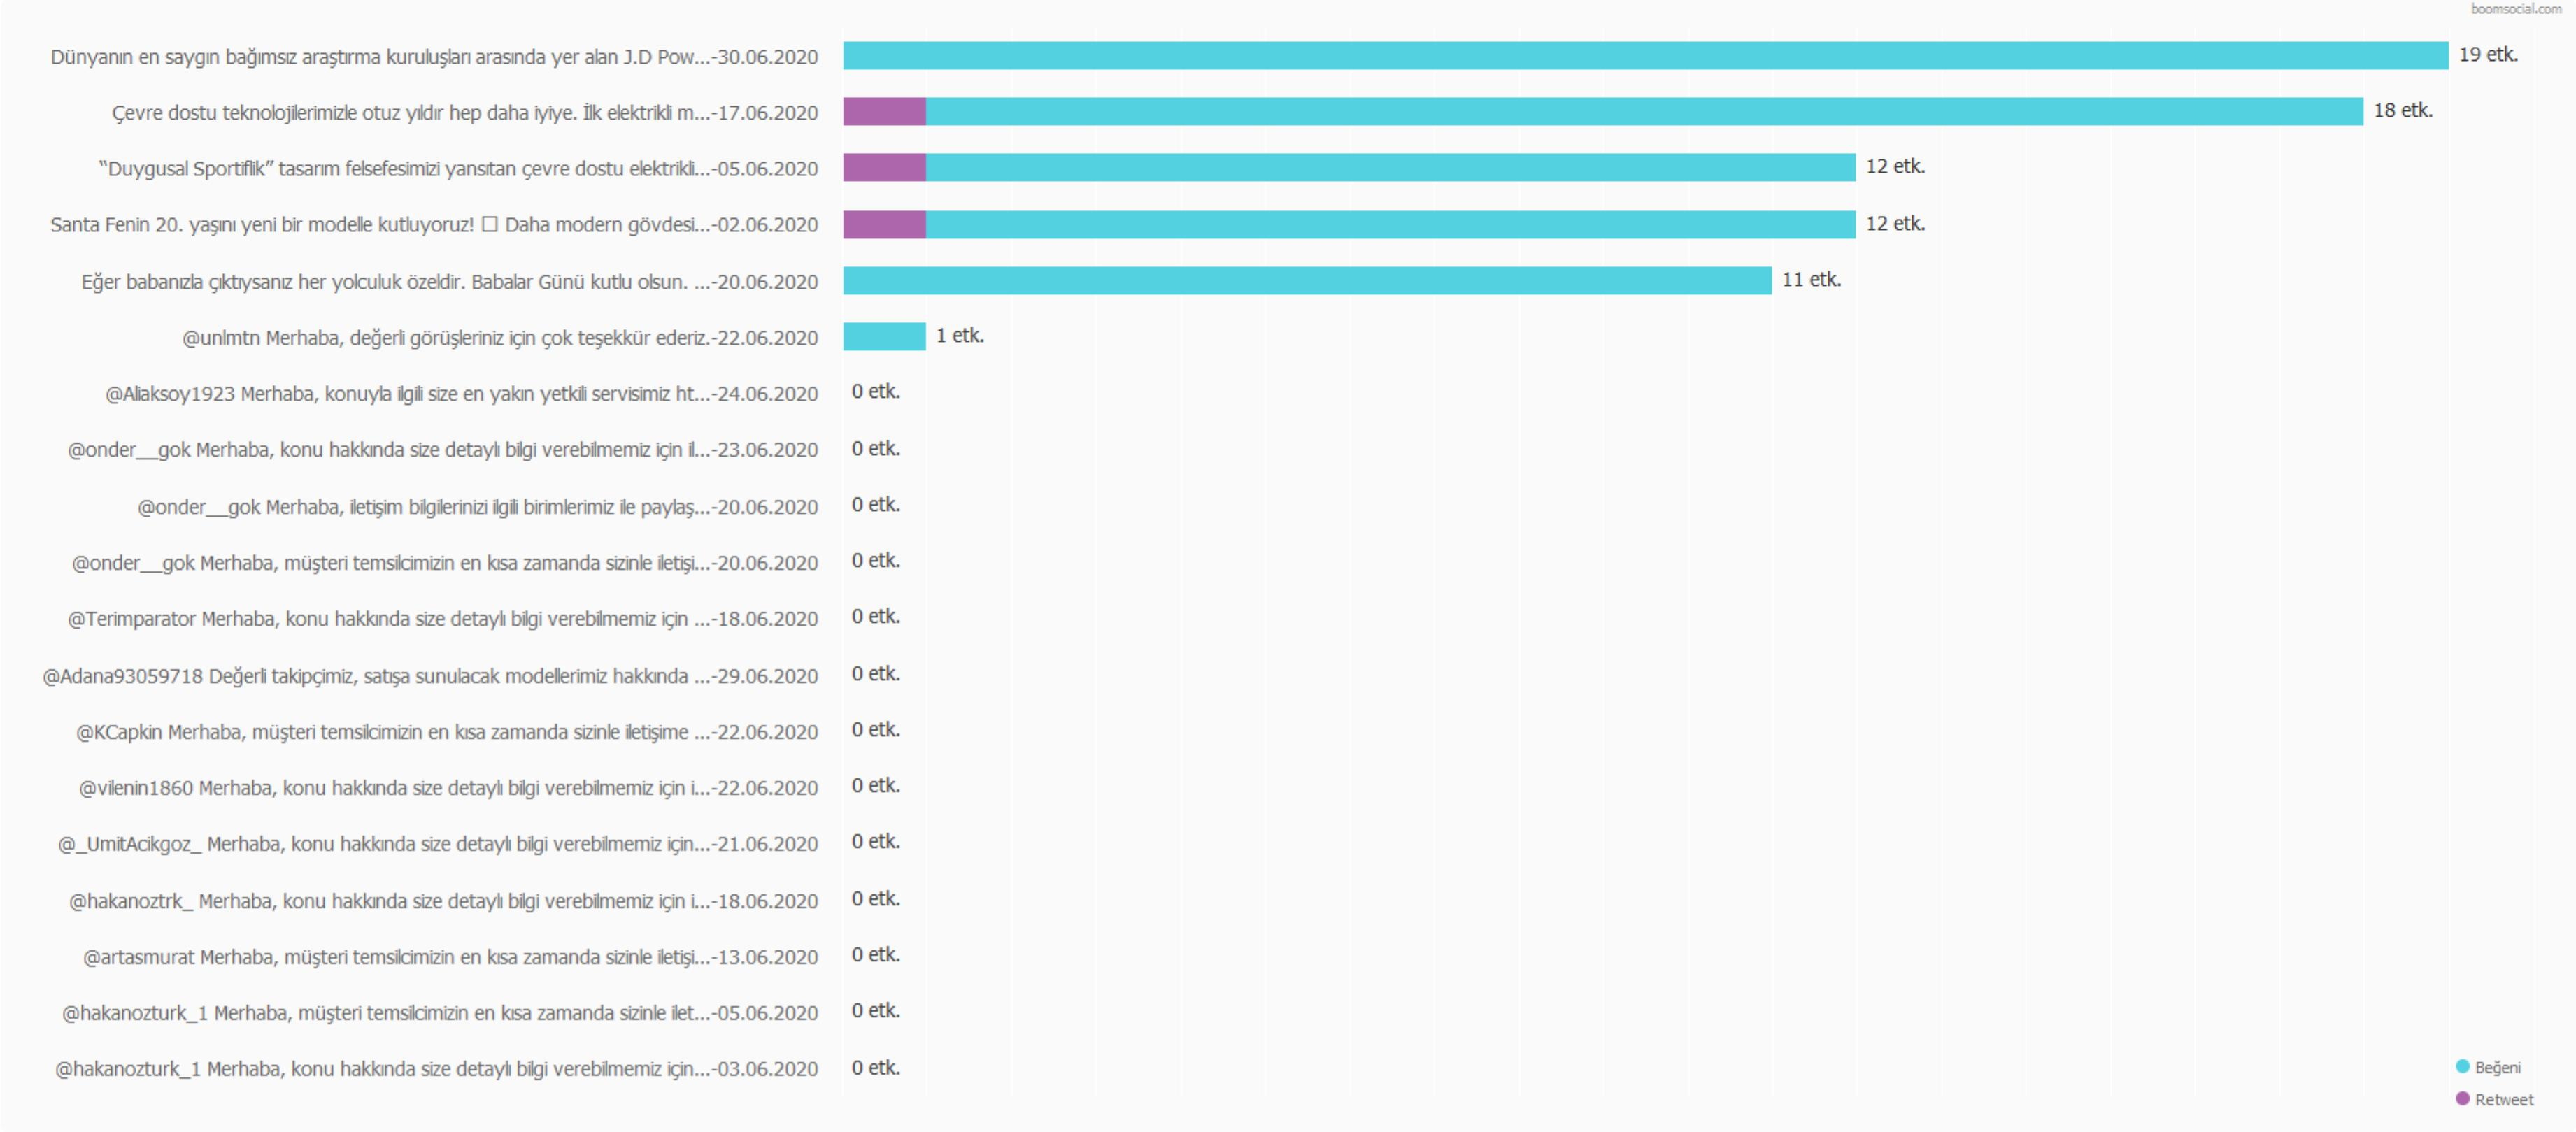 boomsocial.com
Dünyanın en saygın bağımsız araştırma kuruluşları arasında yer alan J.D Pow...-30.06.2020 19 etk.
Çevre dostu teknolojilerimizle otuz yıldır hep daha iyiye. İlk elektrikli m...-17.06.2020 18 etk.
“Duygusal Sportiflik” tasarım felsefesimizi yansıtan çevre dostu elektrikli...-05.06.2020 12 etk.
Santa Fenin 20. yaşını yeni bir modelle kutluyoruz! □ Daha modern gövdesi...-02.06.2020 12 etk.
Eğer babanızla çıktıysanız her yolculuk özeldir. Babalar Günü kutlu olsun. ...-20.06.2020 11 etk.
@unlmtn Merhaba, değerli görüşleriniz için çok teşekkür ederiz.-22.06.2020 1 etk.
@Aliaksoy1923 Merhaba, konuyla ilgili size en yakın yetkili servisimiz ht...-24.06.2020 0 etk.
@onder__gok Merhaba, konu hakkında size detaylı bilgi verebilmemiz için il...-23.06.2020 0 etk.
@onder__gok Merhaba, iletişim bilgilerinizi ilgili birimlerimiz ile paylaş...-20.06.2020 0 etk.
@onder__gok Merhaba, müşteri temsilcimizin en kısa zamanda sizinle iletişi...-20.06.2020 0 etk.
@Terimparator Merhaba, konu hakkında size detaylı bilgi verebilmemiz için ...-18.06.2020 0 etk.
@Adana93059718 Değerli takipçimiz, satışa sunulacak modellerimiz hakkında ...-29.06.2020 0 etk.
@KCapkin Merhaba, müşteri temsilcimizin en kısa zamanda sizinle iletişime ...-22.06.2020 0 etk.
@vilenin1860 Merhaba, konu hakkında size detaylı bilgi verebilmemiz için i...-22.06.2020 0 etk.
@_UmitAcikgoz_ Merhaba, konu hakkında size detaylı bilgi verebilmemiz için...-21.06.2020 0 etk.
@hakanoztrk_ Merhaba, konu hakkında size detaylı bilgi verebilmemiz için i...-18.06.2020 0 etk.
@artasmurat Merhaba, müşteri temsilcimizin en kısa zamanda sizinle iletişi...-13.06.2020 0 etk.
@hakanozturk_1 Merhaba, müşteri temsilcimizin en kısa zamanda sizinle ilet...-05.06.2020 0 etk.
@hakanozturk_1 Merhaba, konu hakkında size detaylı bilgi verebilmemiz için...-03.06.2020 0 etk.
Beğeni
Retweet